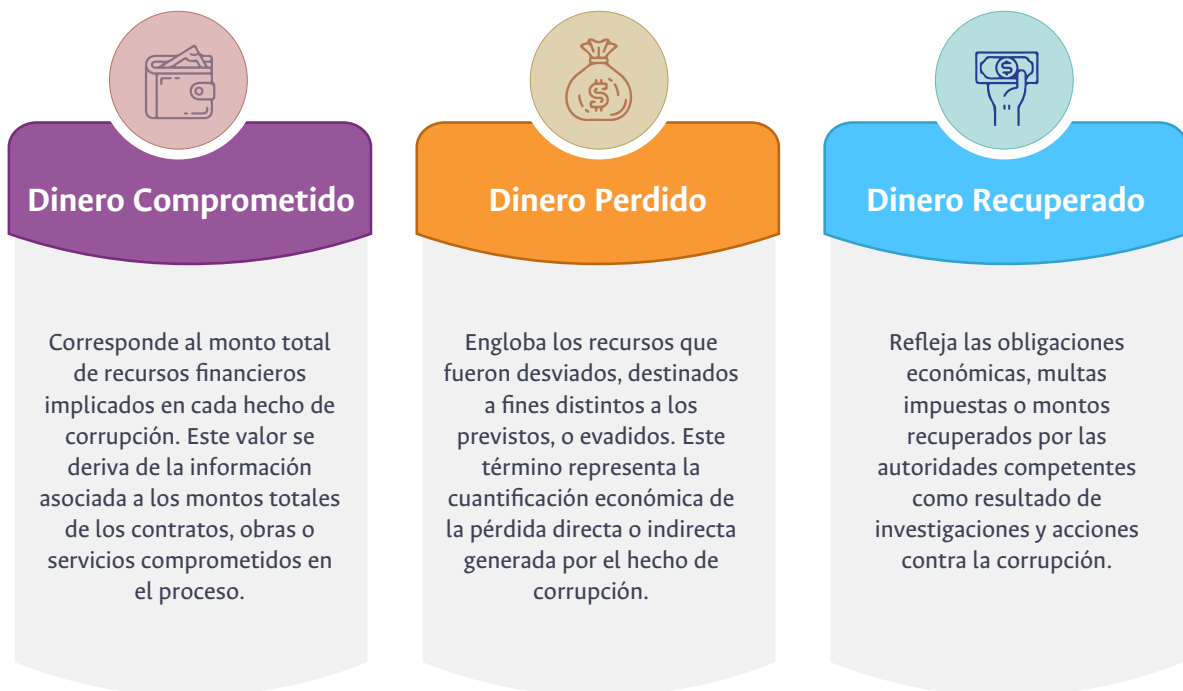 Dinero Comprometido
Corresponde al monto total
de recursos financieros
implicados en cada hecho de
corrupción. Este valor se
deriva de la información
asociada a los montos totales
de los contratos, obras o
servicios comprometidos en
el proceso.
Dinero Perdido
Engloba los recursos que
fueron desviados, destinados
a fines distintos a los
previstos, o evadidos. Este
término representa la
cuantificación económica de
la pérdida directa o indirecta
generada por el hecho de
corrupción.
Dinero Recuperado
Refleja las obligaciones
económicas, multas
impuestas o montos
recuperados por las
autoridades competentes
como resultado de
investigaciones y acciones
contra la corrupción.